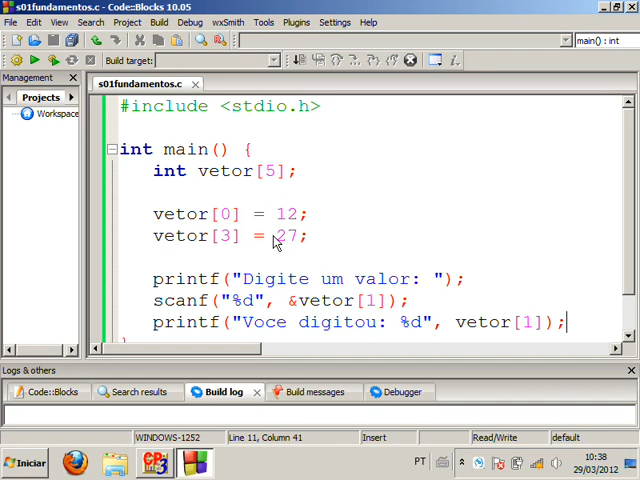 s01fundamentos.c - Code::Blocks 10.05
File View Search Project Build Debug wxSmith Tools Plugins Settings Help
main() : int
Build target:
Management
s01fundamentos.c
Projects
Workspace
#include <stdio.h>
int main() {
int vetor[5];
vetor[0] = 12;
vetor[3] = 27;
printf("Digite um valor: ");
scanf("%d", &vetor[1]);
printf("Voce digitou: %d", vetor[1]);
Logs & others
Code::Blocks Search results Build log Build messages Debugger
WINDOWS-1252 Line 11, Column 41 Insert Read/Write default
Iniciar
PT
10:38
29/03/2012